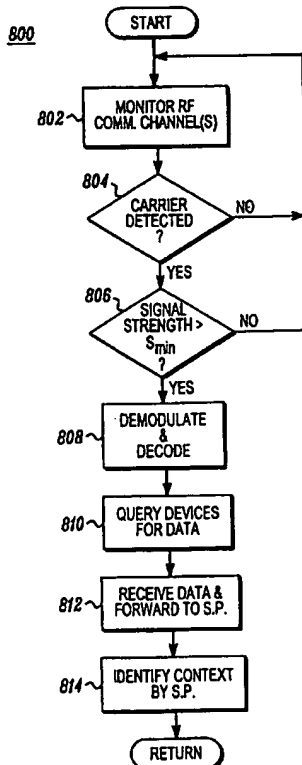 800
START
802
MONITOR RF
COMM. CHANNEL(S)
804
CARRIER
DETECTED
?
NO
YES
806
SIGNAL
STRENGTH >
Smin
?
NO
YES
808
DEMODULATE
&
DECODE
810
QUERY DEVICES
FOR DATA
812
RECEIVE DATA &
FORWARD TO S.P.
814
IDENTIFY CONTEXT
BY S.P.
RETURN